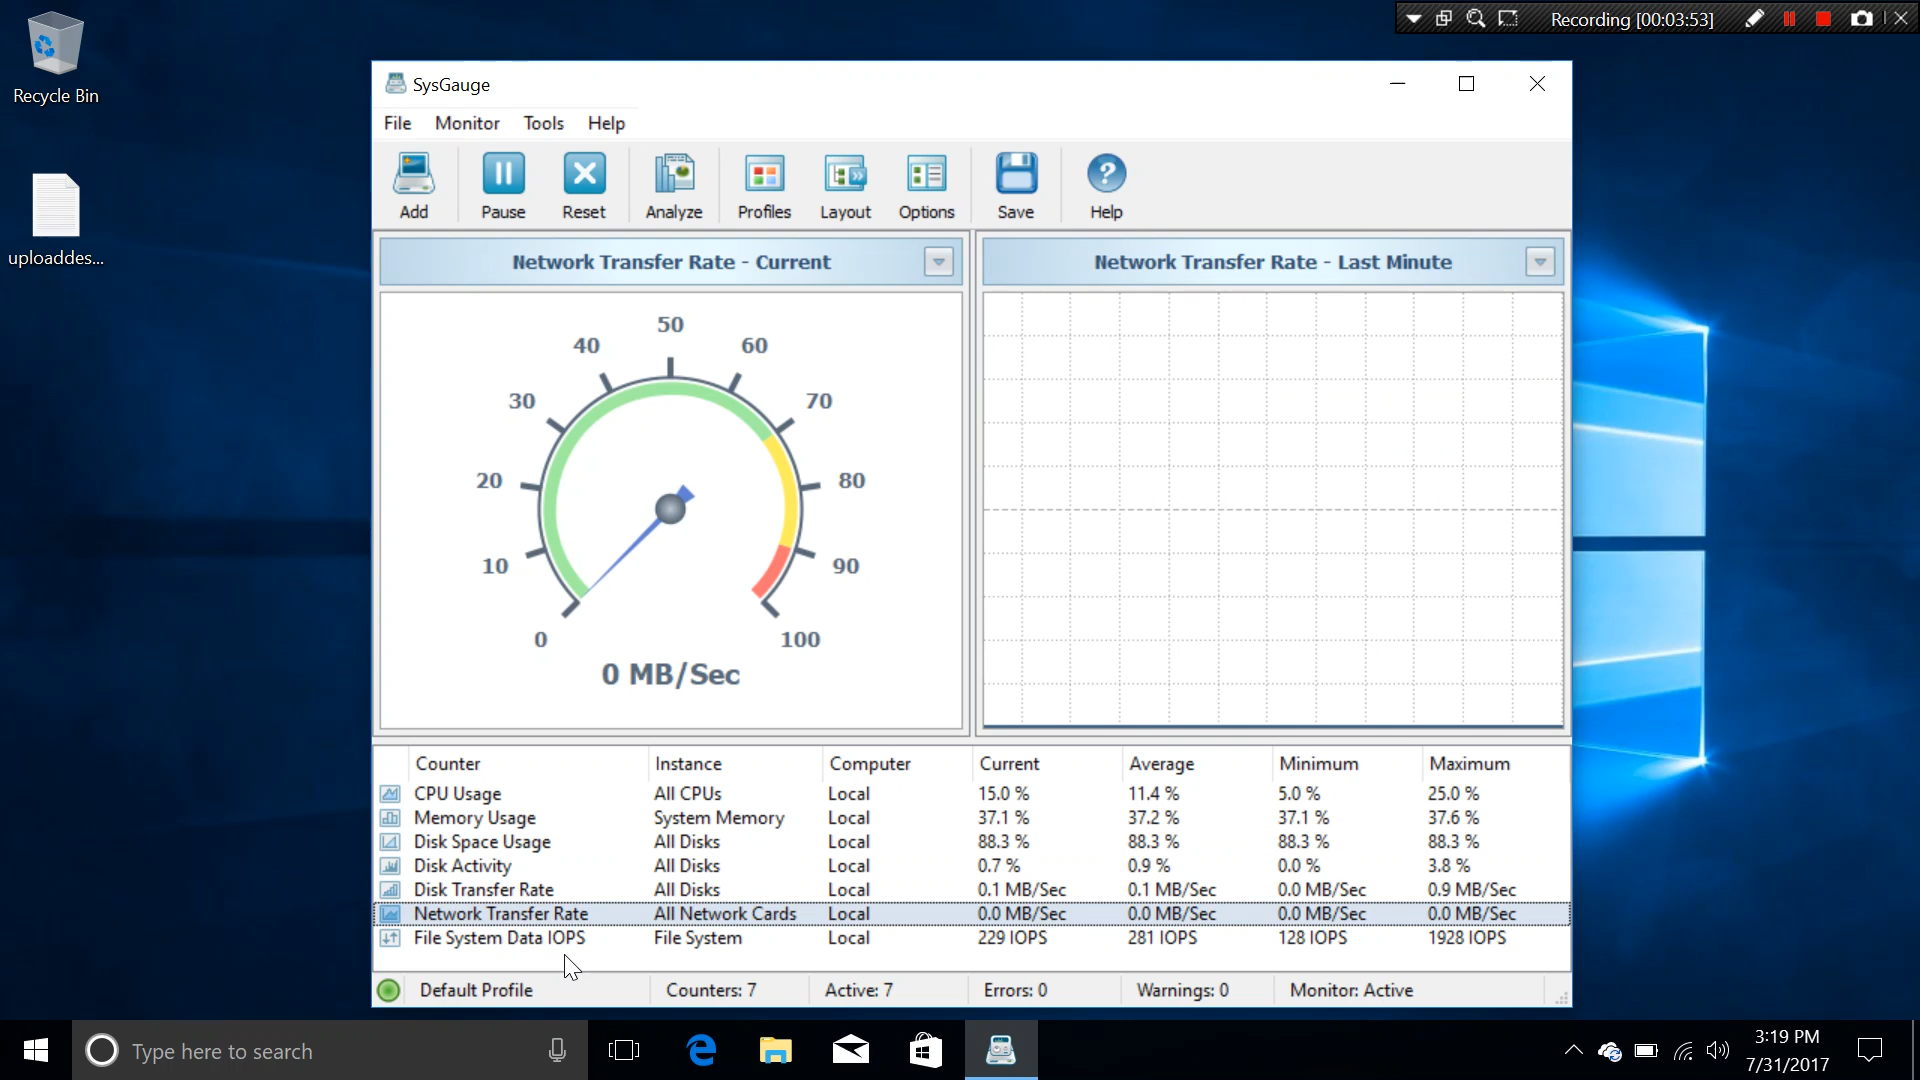 Recording [00:03:53]
Recycle Bin
uploaddes...
SysGauge
File Monitor Tools Help
Add Pause Reset Analyze Profiles Layout Options Save Help
Network Transfer Rate - Current
Network Transfer Rate - Last Minute
50
40 60
30 70
20 80
10 90
0 100
0 MB/Sec
Counter Instance Computer Current Average Minimum Maximum
CPU Usage All CPUs Local 15.0 % 11.4 % 5.0 % 25.0 %
Memory Usage System Memory Local 37.1 % 37.2 % 37.1 % 37.6 %
Disk Space Usage All Disks Local 88.3 % 88.3 % 88.3 % 88.3 %
Disk Activity All Disks Local 0.7 % 0.9 % 0.0 % 3.8 %
Disk Transfer Rate All Disks Local 0.1 MB/Sec 0.1 MB/Sec 0.0 MB/Sec 0.9 MB/Sec
Network Transfer Rate All Network Cards Local 0.0 MB/Sec 0.0 MB/Sec 0.0 MB/Sec 0.0 MB/Sec
File System Data IOPS File System Local 229 IOPS 281 IOPS 128 IOPS 1928 IOPS
Default Profile Counters: 7 Active: 7 Errors: 0 Warnings: 0 Monitor: Active
Type here to search
3:19 PM
7/31/2017